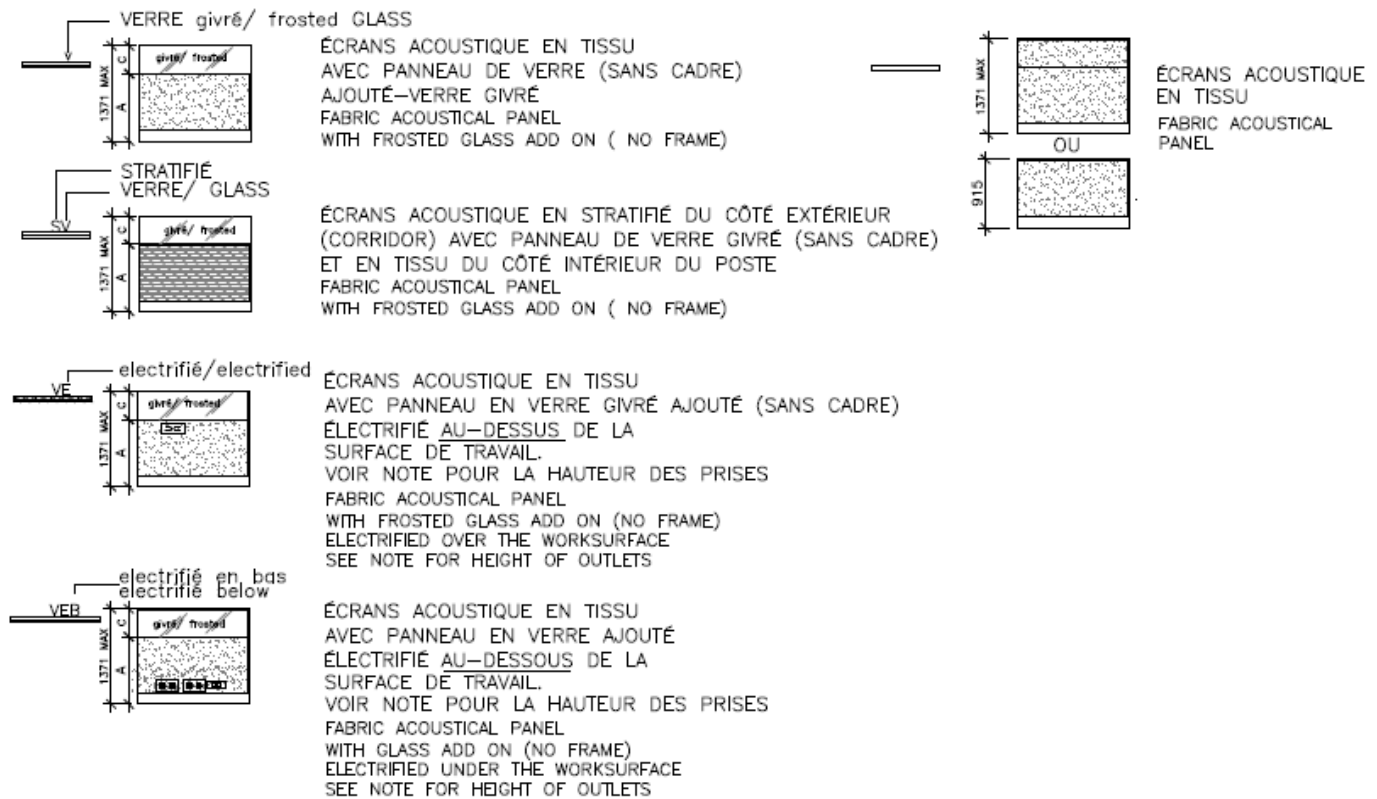 VERRE givré/ frosted GLASS
V
1371 MAX
C
A
givré/ frosted
ÉCRANS ACOUSTIQUE EN TISSU
AVEC PANNEAU DE VERRE (SANS CADRE)
AJOUTÉ-VERRE GIVRÉ
FABRIC ACOUSTICAL PANEL
WITH FROSTED GLASS ADD ON ( NO FRAME)
1371 MAX
OU
915
ÉCRANS ACOUSTIQUE
EN TISSU
FABRIC ACOUSTICAL
PANEL
STRATIFIÉ
VERRE/ GLASS
SV
1371 MAX
C
A
givré/ frosted
ÉCRANS ACOUSTIQUE EN STRATIFIÉ DU CÔTÉ EXTÉRIEUR
(CORRIDOR) AVEC PANNEAU DE VERRE GIVRÉ (SANS CADRE)
ET EN TISSU DU CÔTÉ INTÉRIEUR DU POSTE
FABRIC ACOUSTICAL PANEL
WITH FROSTED GLASS ADD ON ( NO FRAME)
electrifié/electrified
VE
1371 MAX
C
A
givré/ frosted
ÉCRANS ACOUSTIQUE EN TISSU
AVEC PANNEAU EN VERRE GIVRÉ AJOUTÉ (SANS CADRE)
ÉLECTRIFIÉ AU-DESSUS DE LA
SURFACE DE TRAVAIL.
VOIR NOTE POUR LA HAUTEUR DES PRISES
FABRIC ACOUSTICAL PANEL
WITH FROSTED GLASS ADD ON (NO FRAME)
ELECTRIFIED OVER THE WORKSURFACE
SEE NOTE FOR HEIGHT OF OUTLETS
electrifié en bas
electrifié below
VEB
1371 MAX
C
A
givré/ frosted
ÉCRANS ACOUSTIQUE EN TISSU
AVEC PANNEAU EN VERRE AJOUTÉ
ÉLECTRIFIÉ AU-DESSOUS DE LA
SURFACE DE TRAVAIL.
VOIR NOTE POUR LA HAUTEUR DES PRISES
FABRIC ACOUSTICAL PANEL
WITH GLASS ADD ON (NO FRAME)
ELECTRIFIED UNDER THE WORKSURFACE
SEE NOTE FOR HEIGHT OF OUTLETS